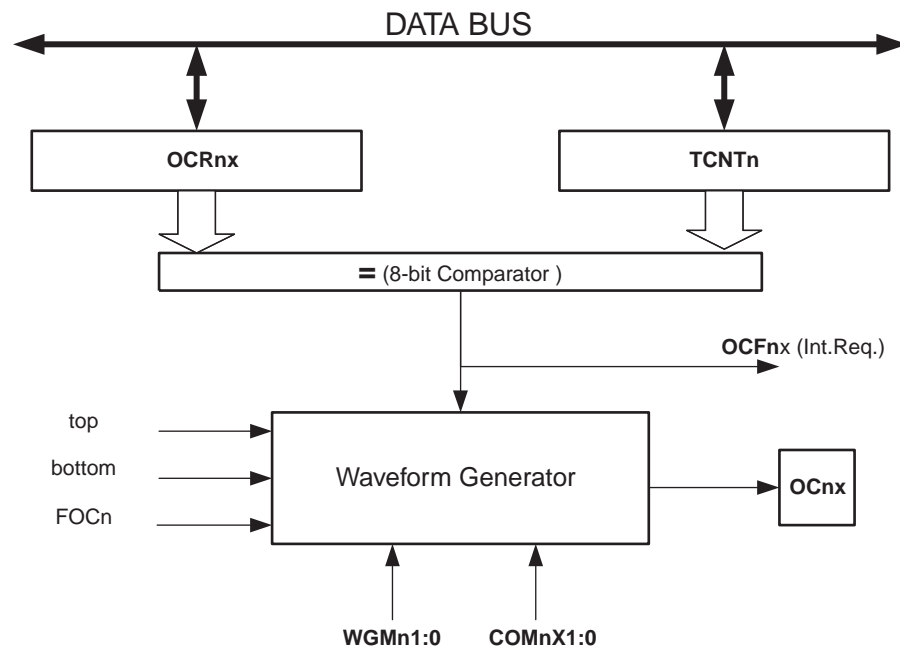 DATA BUS
OCRnx
TCNTn
= (8-bit Comparator )
OCFnx (Int.Req.)
top
bottom
FOCn
Waveform Generator
OCnx
WGMn1:0
COMnX1:0